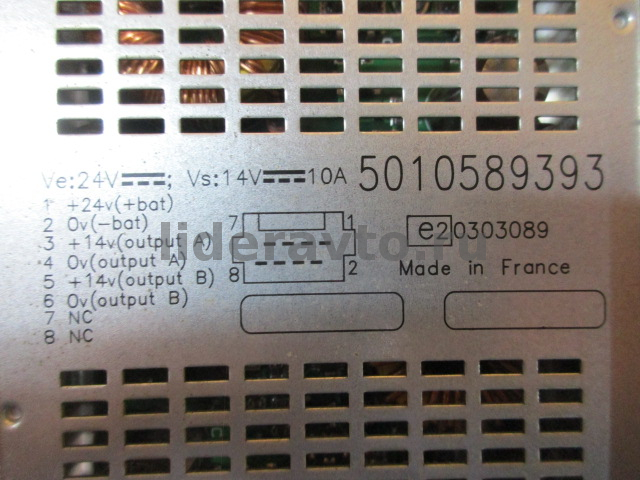 Ve:24V; Vs:14V 10A 5010589393
1 +24v(+bat)
2 0v(-bat)
3 +14v(output A)
4 0v(output A)
5 +14v(output B)
6 0v(output B)
7 NC
8 NC
7 1
8 2
e2 0303089
Made in France
lideravto.ru